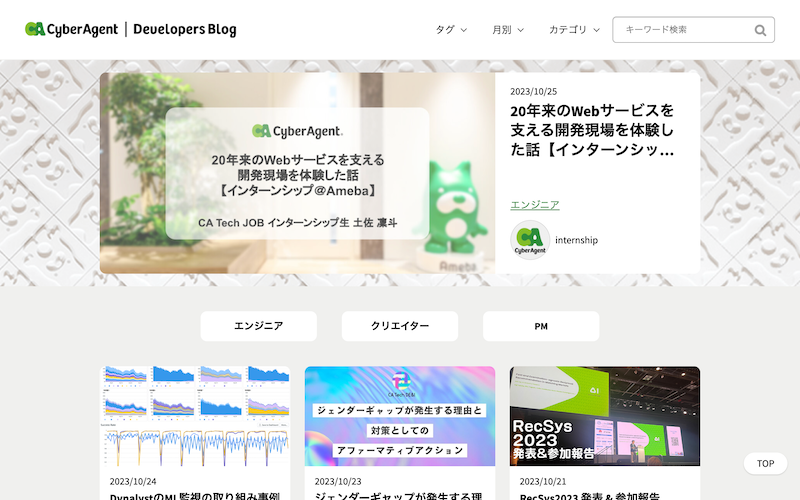 CyberAgent | Developers Blog
タグ
月別
カテゴリ
キーワード検索
CyberAgent.
20年来のWebサービスを支える
開発現場を体験した話
【インターンシップ@Ameba】
CA Tech JOB インターンシップ生 土佐 凛斗
Ameba
2023/10/25
20年来のWebサービスを
支える開発現場を体験し
た話【インターンシッ...
エンジニア
CyberAgent
internship
エンジニア
クリエイター
PM
CA Tech DE&I
ジェンダーギャップが発生する理由と
対策としての
アファーマティブアクション
RecSys
2023
発表&参加報告
2023/10/24
DynalystのML監視の取り組み事例
2023/10/23
ジェンダーギャップが発生する理
2023/10/21
RecSys2023 発表 & 参加報告
TOP